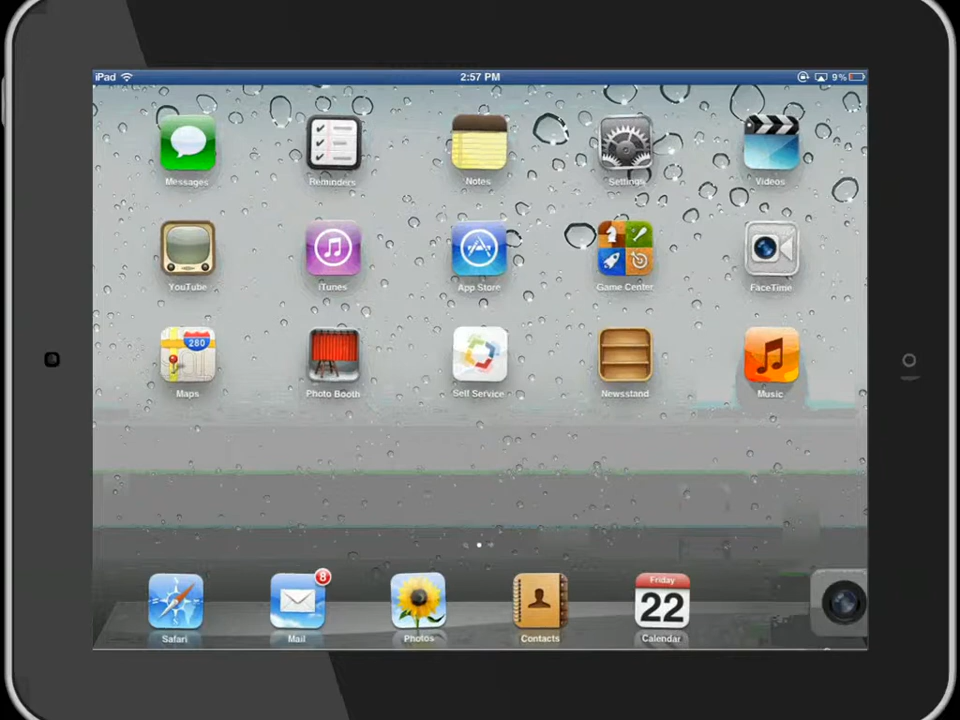 iPad 2:57 PM 9%
Messages Reminders Notes Settings Videos
YouTube iTunes App Store Game Center FaceTime
280
Maps Photo Booth Self Service Newsstand Music
8
Friday
22
Safari Mail Photos Contacts Calendar